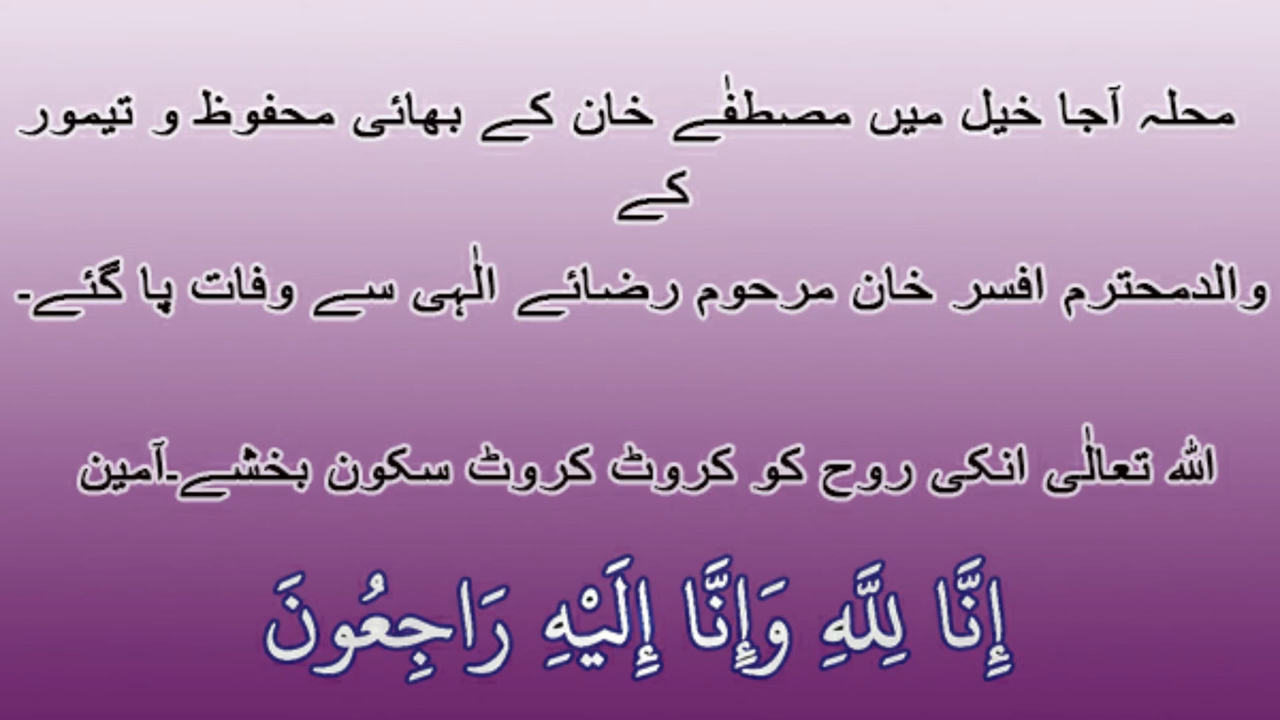 محلہ آجا خیل میں مصطفٰے خان کے بھائی محفوظ و تیمور
کے
والدمحترم افسر خان مرحوم رضائے الٰہی سے وفات پا گئے۔
اللہ تعالٰی انکی روح کو کروٹ کروٹ سکون بخشے۔آمین
إِنَّا لِلَّهِ وَإِنَّا إِلَيْهِ رَاجِعُونَ